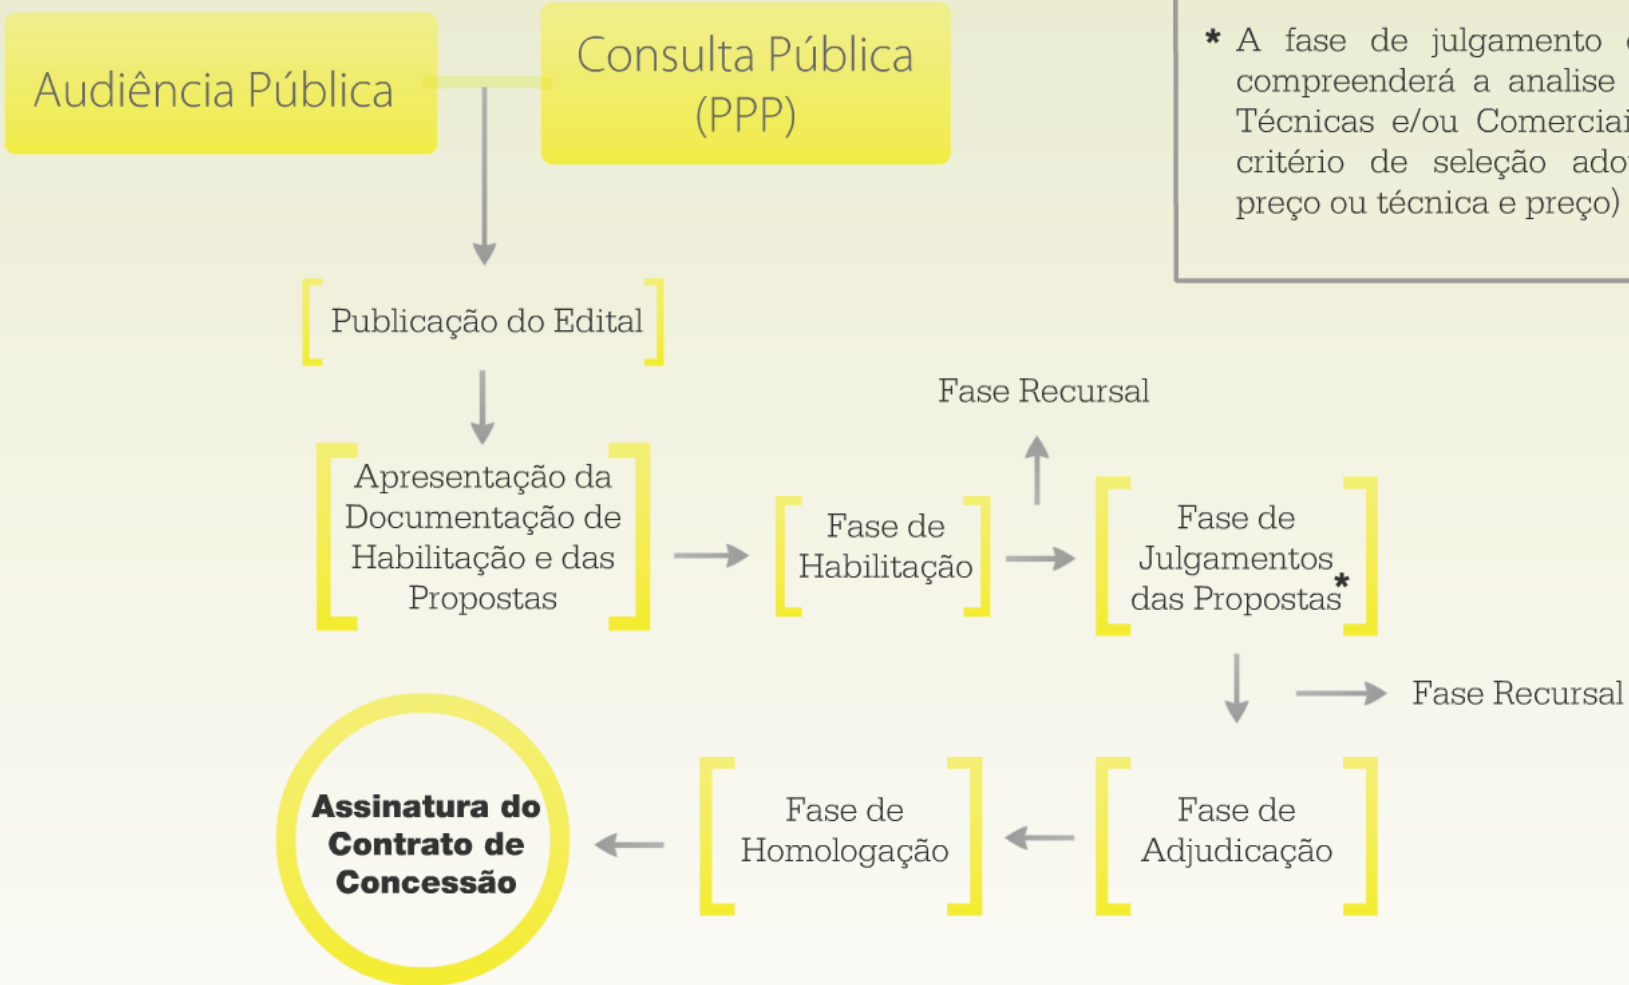 Audiência Pública
Consulta Pública
(PPP)
* A fase de julgamento
compreenderá a analise
Técnicas e/ou
critério de seleção
preço ou técnica e preço)
Publicação do Edital
Fase Recursal
Apresentação da
Documentação de
Habilitação e das
Propostas
Fase de
Habilitação
Fase de
Julgamentos
das Propostas*
Fase Recursal
Fase de
Adjudicação
Fase de
Homologação
Assinatura do
Contrato de
Concessão